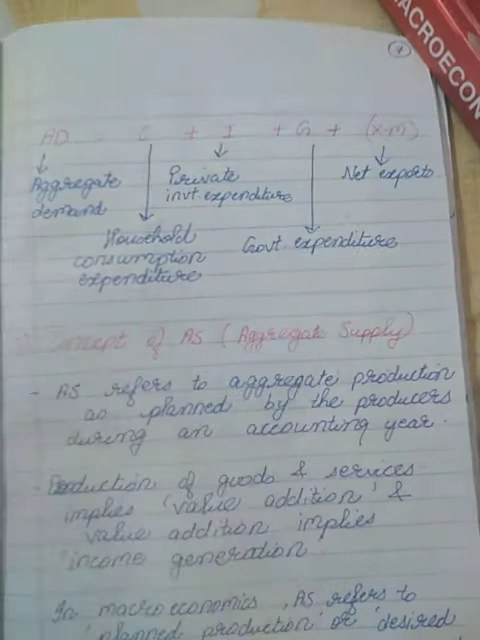 MACROECON
1
AD C + I + G + (x-m)
Aggregate demand
Private invt. expenditure
Net exports
Household consumption expenditure
Govt. expenditure
Concept of AS (Aggregate Supply)
- AS refers to aggregate production
as planned by the producers
during an accounting year.
- Production of goods & services
implies 'value addition' &
value addition implies
'income generation
In macroeconomics, AS refers to
'planned production or desired